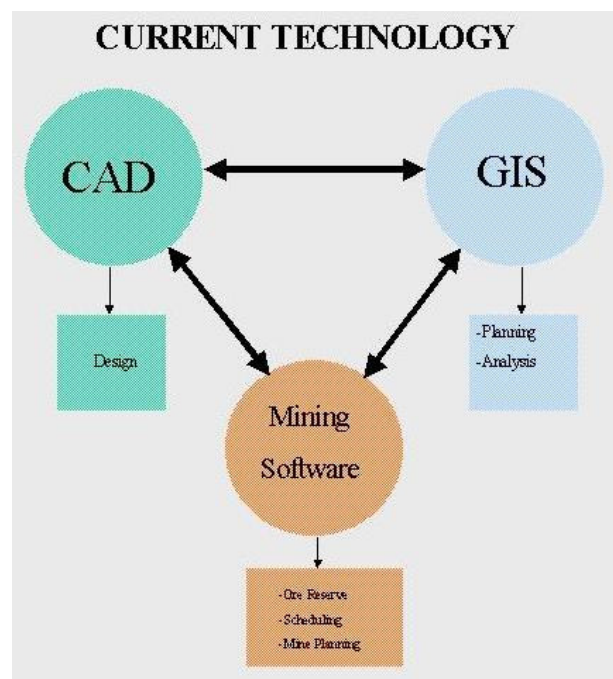 CURRENT TECHNOLOGY
CAD
GIS
Design
-Planning
-Analysis
Mining
Software
-Ore Reserve
-Scheduling
-Mine Planning